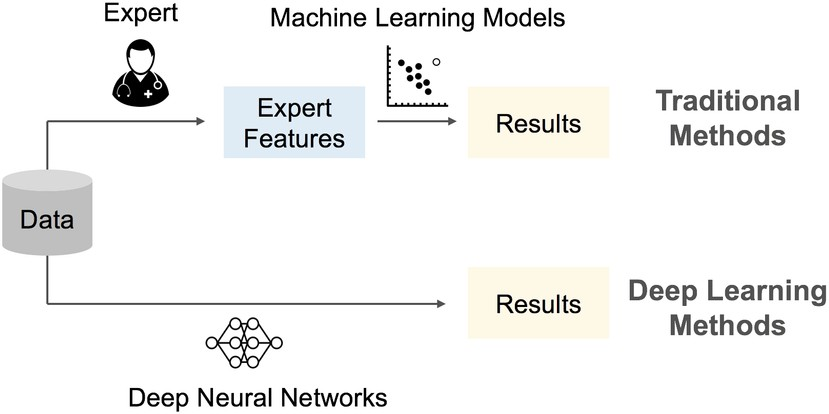 Expert
Machine Learning Models
Expert
Features
Results
Traditional
Methods
Data
Results
Deep Learning
Methods
Deep Neural Networks